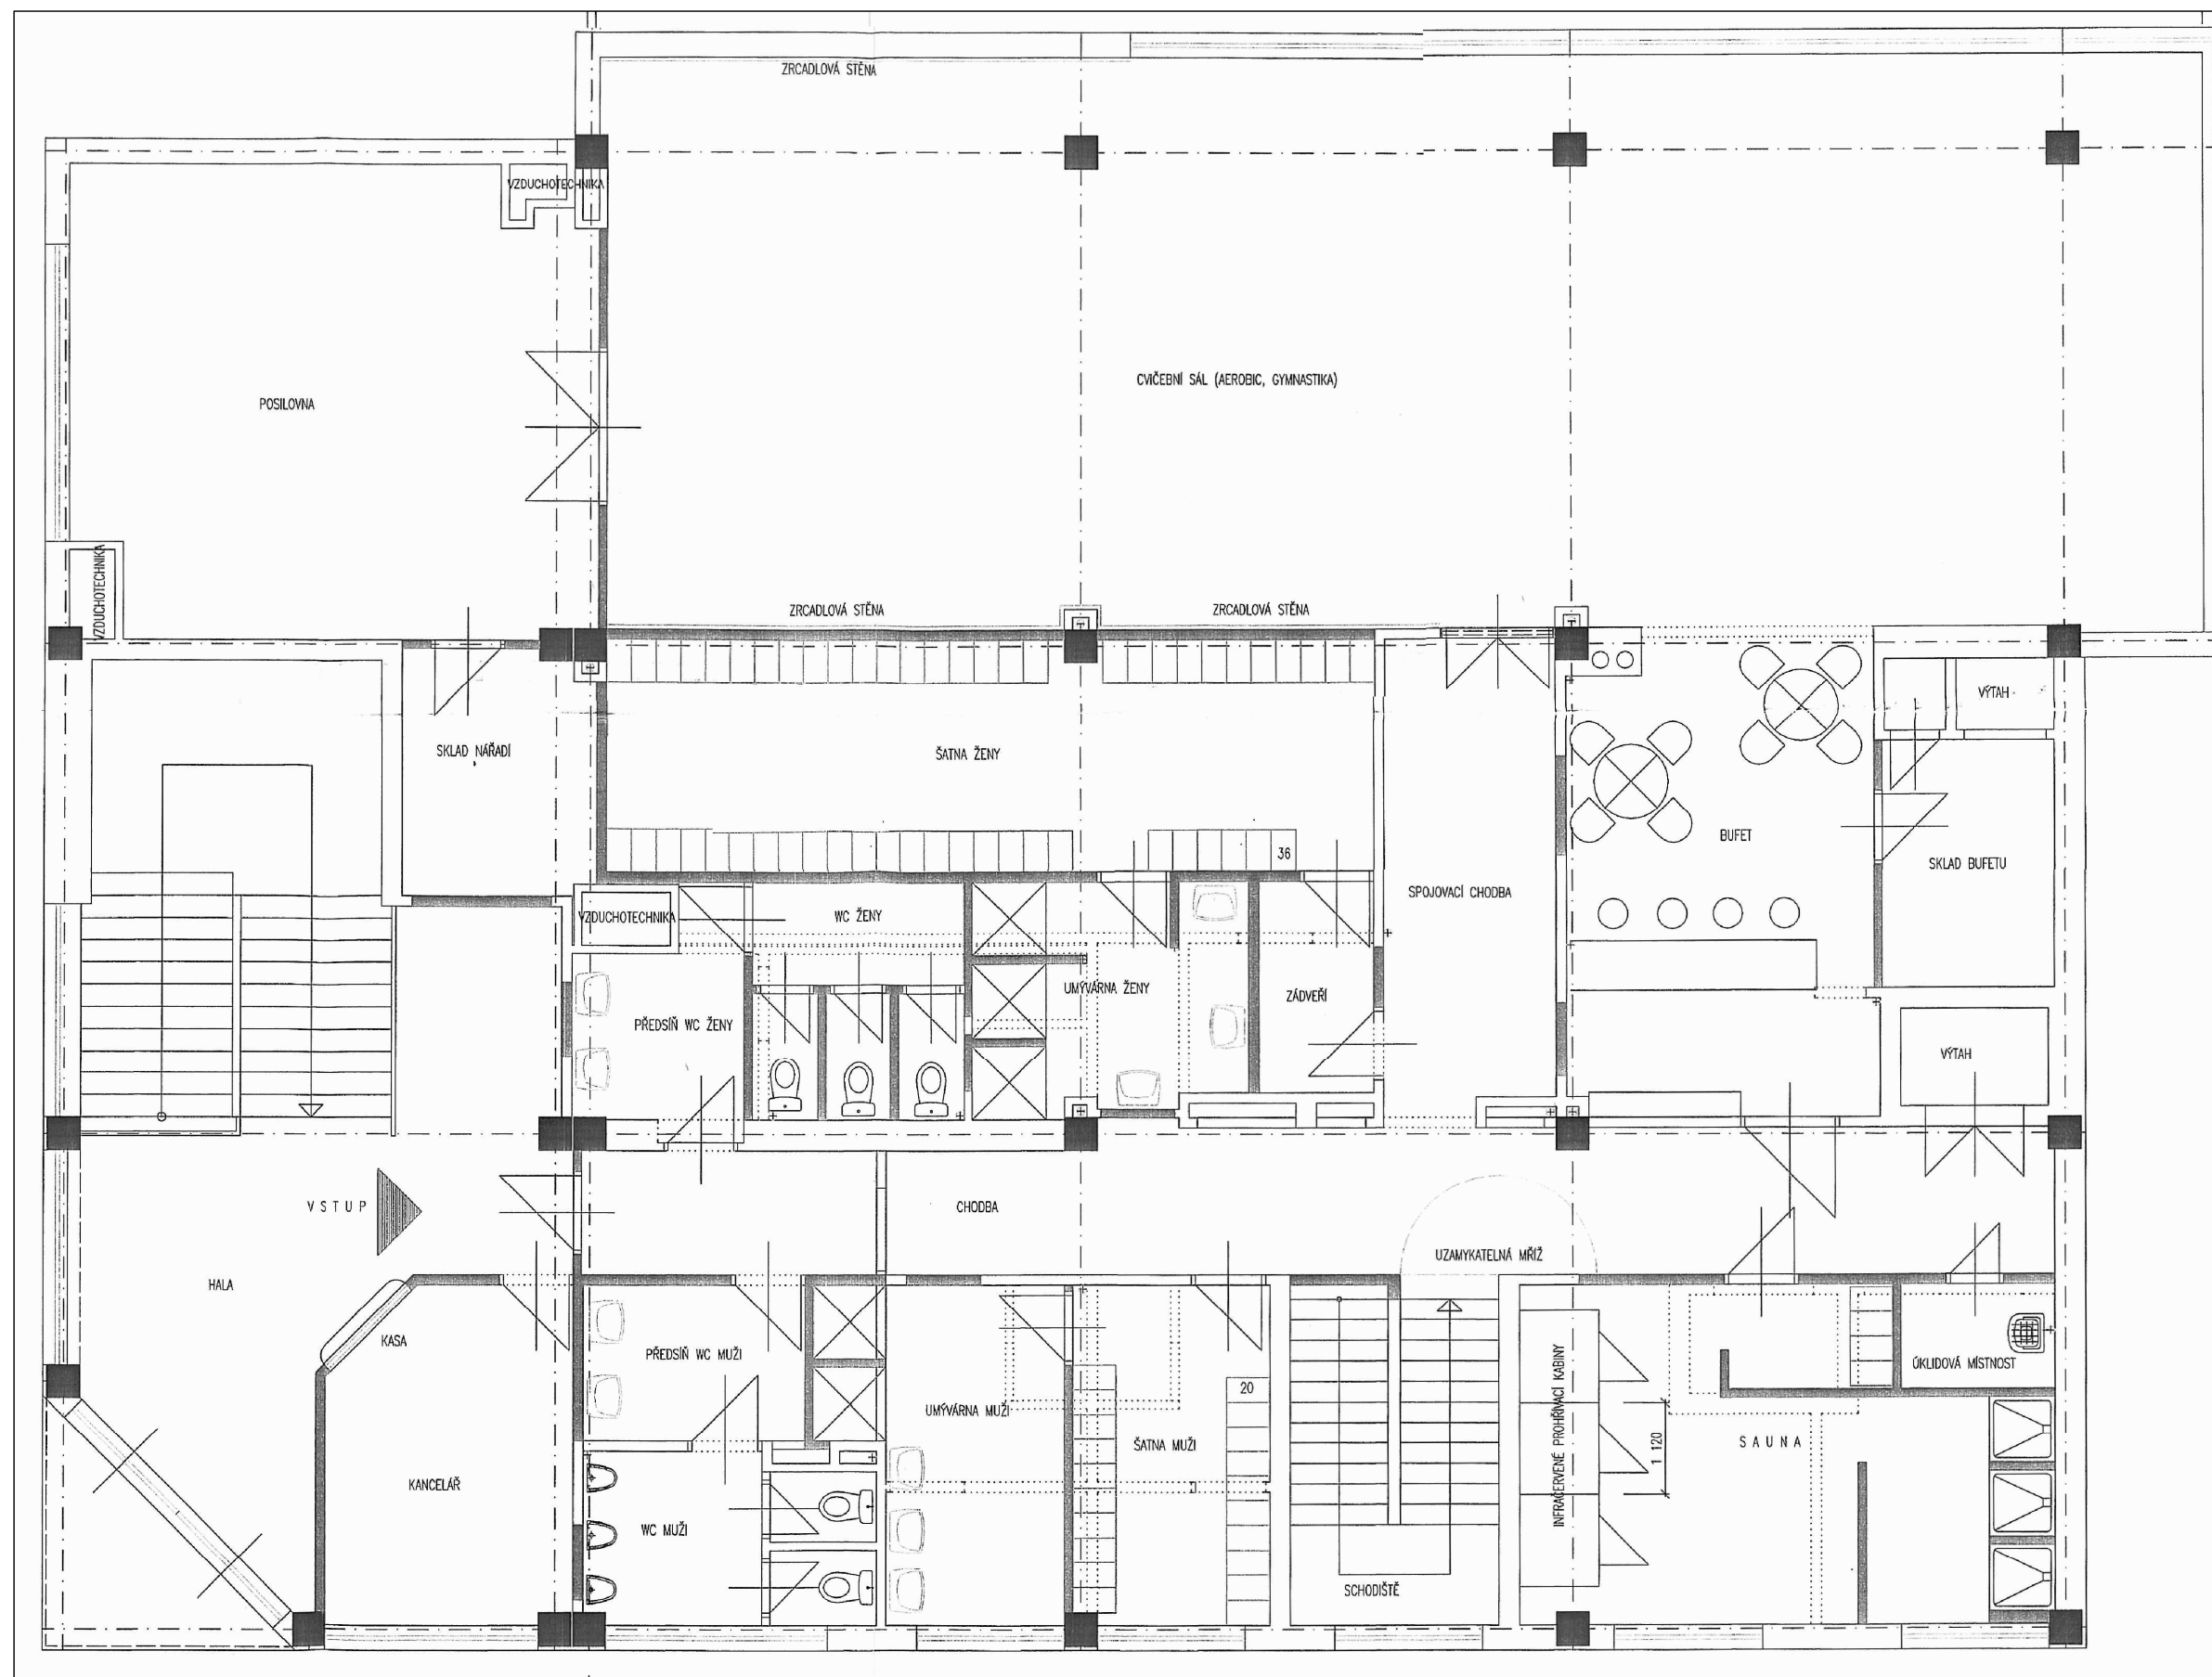 ZRCADLOVÁ STĚNA
VZDUCHOTECHNIKA
CVIČEBNÍ SÁL (AEROBIC, GYMNASTIKA)
POSILOVNA
VZDUCHOTECHNIKA
ZRCADLOVÁ STĚNA
ZRCADLOVÁ STĚNA
VÝTAH
SKLAD NÁŘADÍ
ŠATNA ŽENY
BUFET
36
SKLAD BUFETU
SPOJOVACÍ CHODBA
VZDUCHOTECHNIKA
WC ŽENY
UMÝVÁRNA ŽENY
ZÁDVEŘÍ
PŘEDSÍŇ WC ŽENY
VÝTAH
VSTUP
CHODBA
UZAMYKATELNÁ MŘÍŽ
HALA
KASA
PŘEDSÍŇ WC MUŽI
INFRAČERVENÉ PROHŘÍVACÍ KABINY
ÚKLIDOVÁ MÍSTNOST
20
UMÝVÁRNA MUŽI
ŠATNA MUŽI
1 120
SAUNA
KANCELÁŘ
WC MUŽI
SCHODIŠTĚ